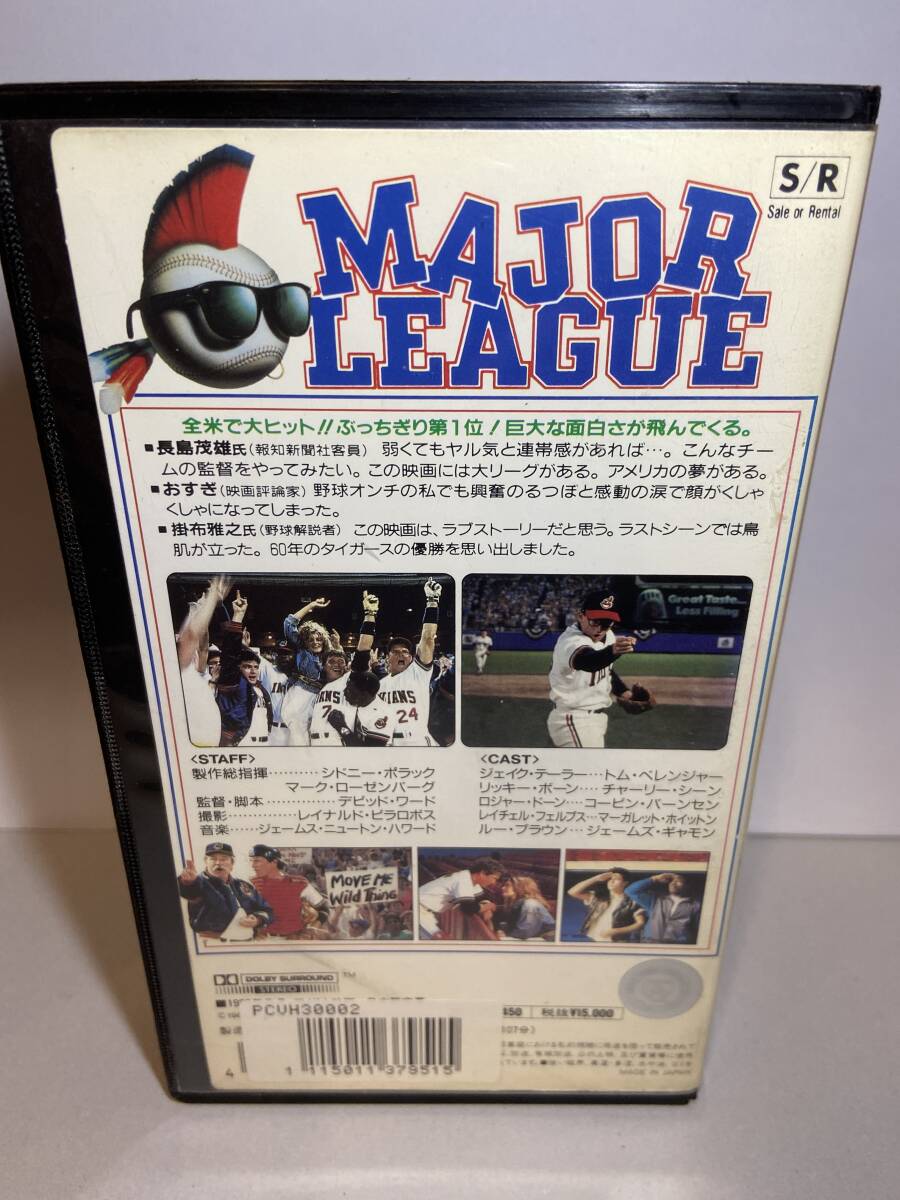 S/R
Sale or Rental
MAJOR
LEAGUE
全米で大ヒット!!ぶっちぎり第1位!巨大な面白さが飛んでくる。
■長島茂雄氏(報知新聞社客員) 弱くてもヤル気と連帯感があれば…。こんなチー
ムの監督をやってみたい。この映画には大リーグがある。アメリカの夢がある。
■おすぎ(映画評論家)野球オンチの私でも興奮のるつぼと感動の涙で顔がくしゃ
くしゃになってしまった。
■掛布雅之氏(野球解説者) この映画は、ラブストーリーだと思う。ラストシーンでは鳥
肌が立った。60年のタイガースの優勝を思い出しました。
Great Taste...
Less Filling
IANS
7
DIANS
24
<STAFF>
製作総指揮………シドニー・ポラック
マーク・ローゼンバーグ
監督・脚本…………デビッド・ワード
撮影………レイナルド・ビラロボス
音楽……ジェームス・ニュートン・ハワード
<CAST>
ジェイク・テーラー…トム・ベレンジャー
リッキー・ボーン……チャーリー・シーン
ロジャー・ドーン…コービン・バーンセン
レイチェル・フェルプス…マーガレット・ホイットン
ルー・ブラウン……ジェームズ・ギャモン
MOVE ME
Wild Thing
DOLBY SURROUND TM
STEREO
450 税抜¥15,000
PCVH30002
107分)
4 1 115011 379515
MADE IN JAPAN